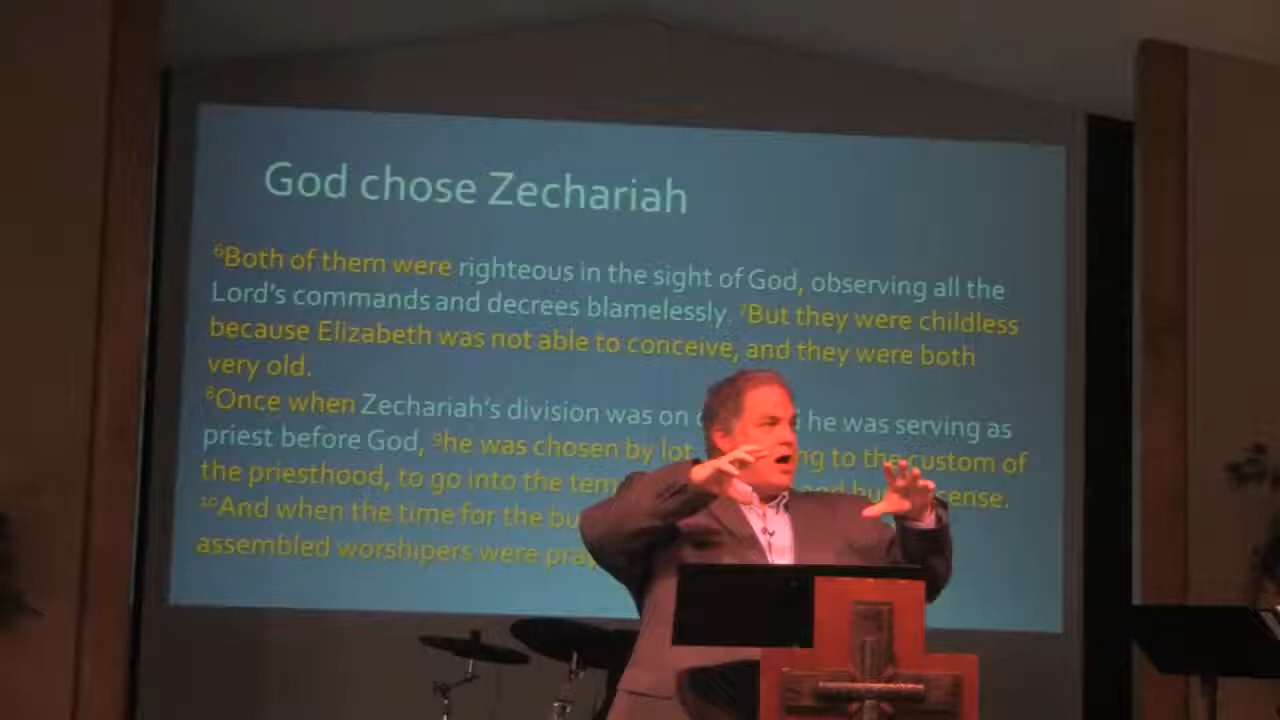 God chose Zechariah
⁶Both of them were righteous in the sight of God, observing all the
Lord's commands and decrees blamelessly. ⁷But they were childless
because Elizabeth was not able to conceive, and they were both
very old.
⁸Once when Zechariah's division was on he was serving as
priest before God, ⁹he was chosen by lot to the custom of
the priesthood, to go into the and
¹⁰And when the time for the
assembled worshipers were